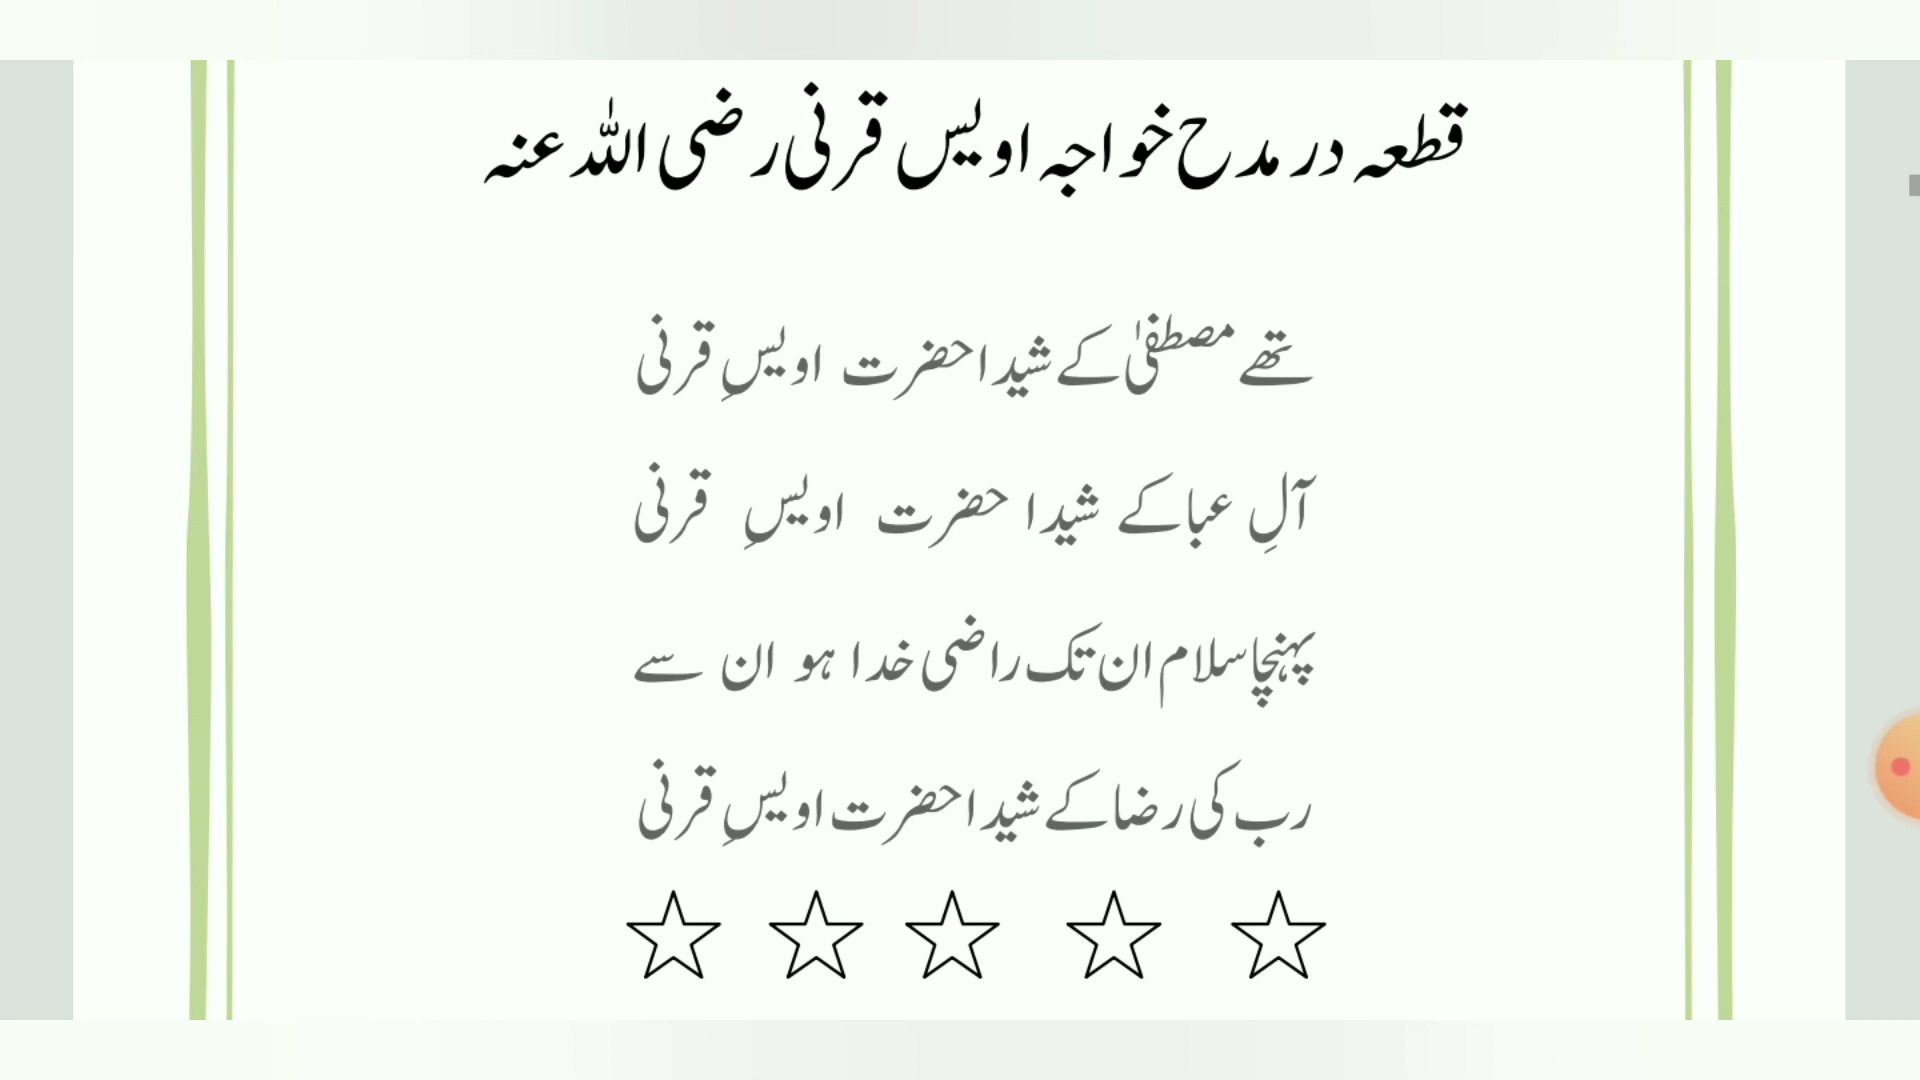 قطعہ در مدح خواجہ اویس قرنی رضی اللہ عنہ
تھے مصطفیٰ کے شیدا حضرت اویسِ قرنی
آلِ عبا کے شیدا حضرت اویسِ قرنی
پہنچا سلام ان تک راضی خدا ہو ان سے
رب کی رضا کے شیدا حضرت اویسِ قرنی